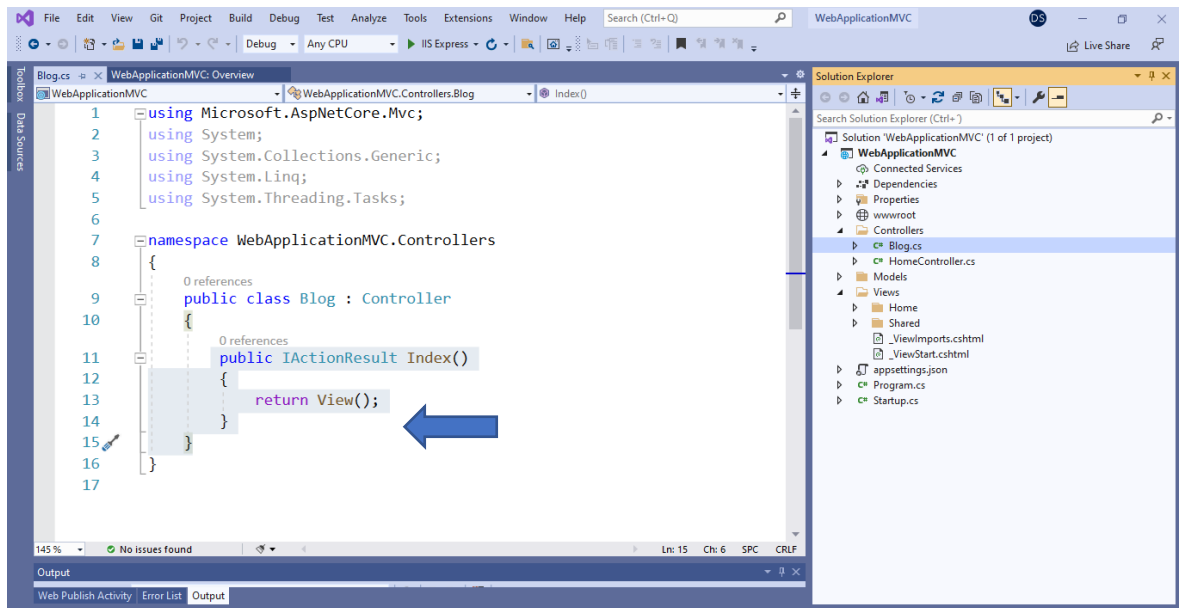 File Edit View Git Project Build Debug Test Analyze Tools Extensions Window Help Search (Ctrl+Q) WebApplicationMVC DS
Debug Any CPU IIS Express Live Share
Toolbox
Data Sources
Blog.cs WebApplicationMVC: Overview
WebApplicationMVC WebApplicationMVC.Controllers.Blog Index()
1 using Microsoft.AspNetCore.Mvc;
2 using System;
3 using System.Collections.Generic;
4 using System.Linq;
5 using System.Threading.Tasks;
6
7 namespace WebApplicationMVC.Controllers
8 {
0 references
9 public class Blog : Controller
10 {
0 references
11 public IActionResult Index()
12 {
13 return View();
14 }
15 }
16 }
17
145 % No issues found Ln: 15 Ch: 6 SPC CRLF
Output
Web Publish Activity Error List Output
Solution Explorer
Search Solution Explorer (Ctrl+')
Solution 'WebApplicationMVC' (1 of 1 project)
WebApplicationMVC
Connected Services
Dependencies
Properties
wwwroot
Controllers
C# Blog.cs
C# HomeController.cs
Models
Views
Home
Shared
_ViewImports.cshtml
_ViewStart.cshtml
appsettings.json
C# Program.cs
C# Startup.cs